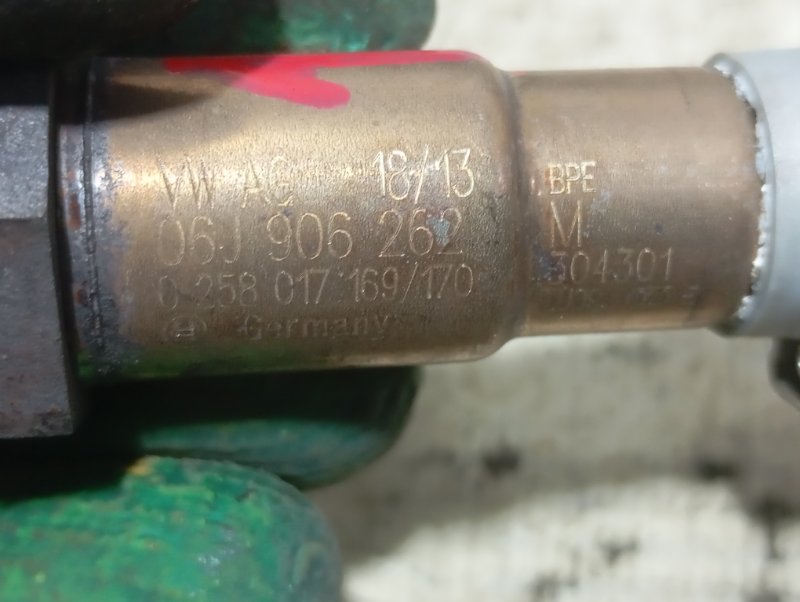 VW AG 18/13 BPE
06J 906 262 M
0 258 017 169/170 304301
Germany